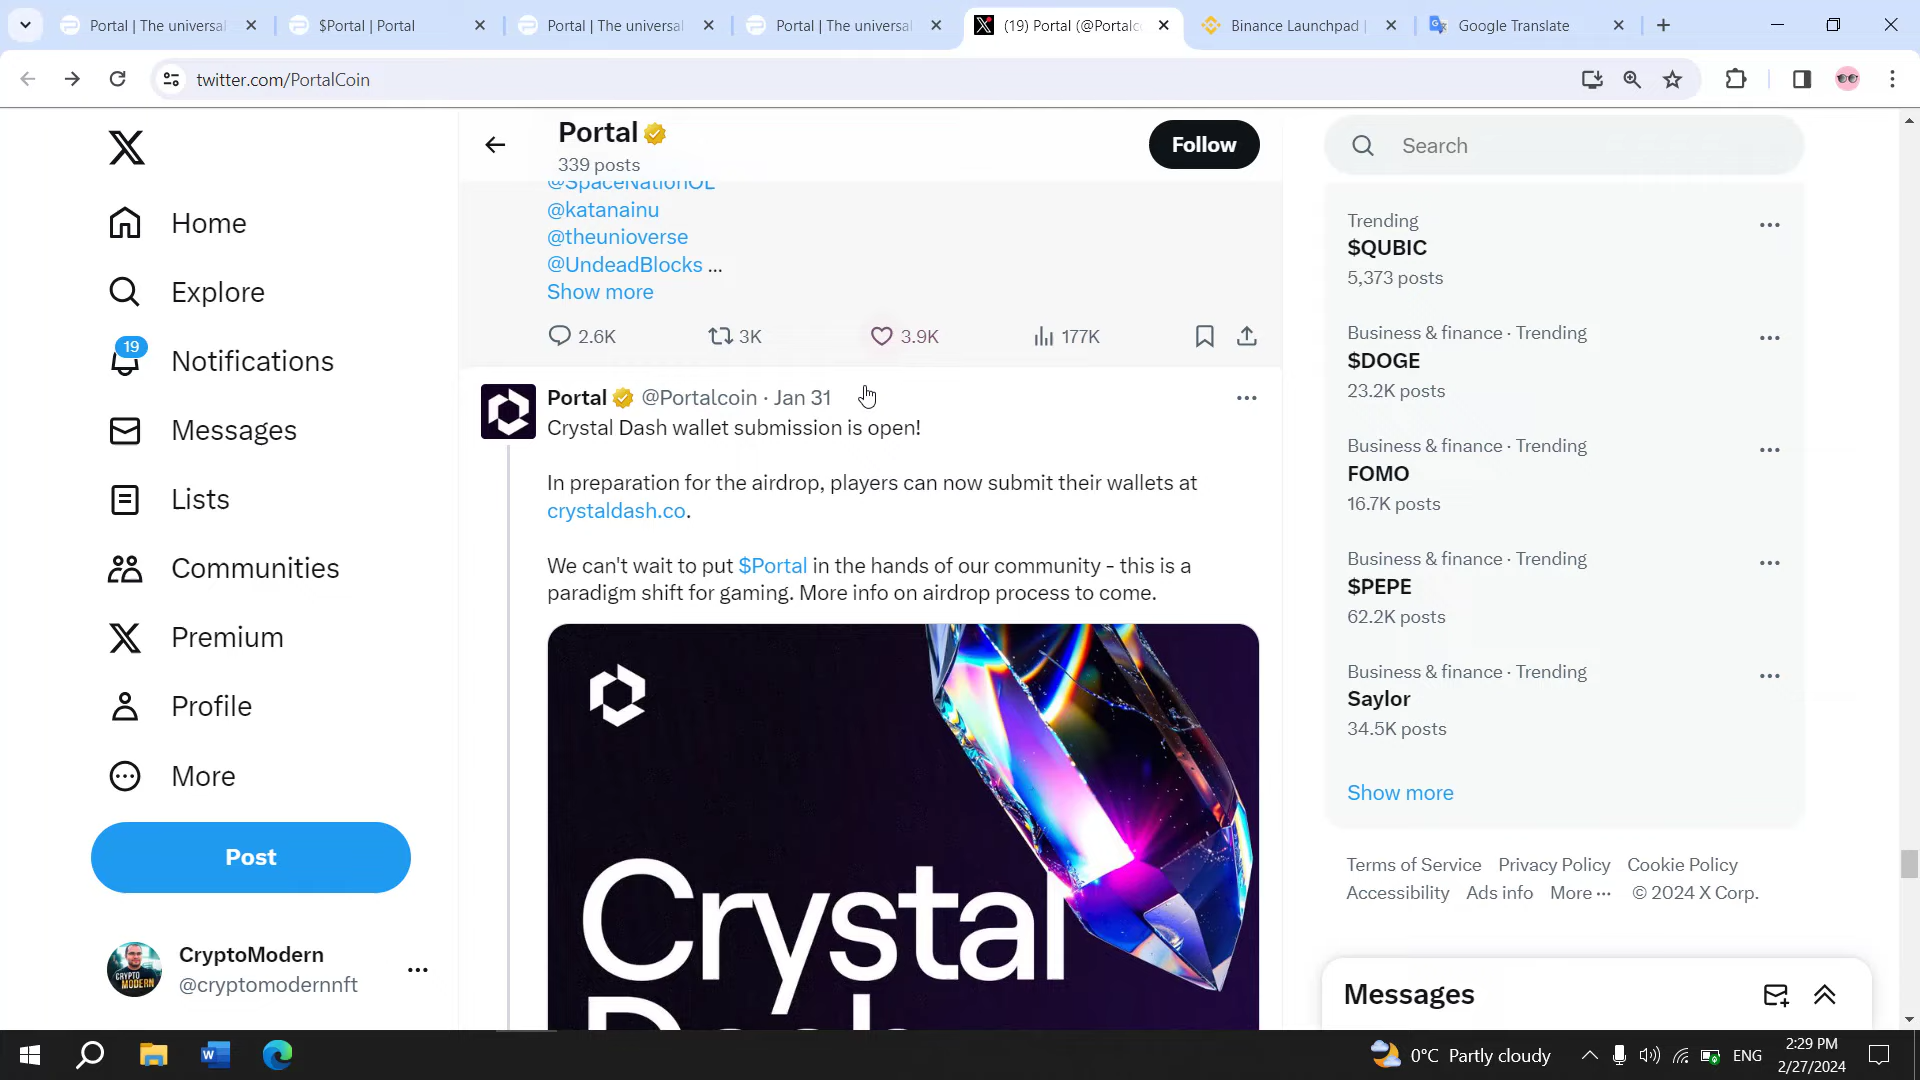 Portal | The universal
$Portal | Portal
Portal | The universal
Portal | The universal
(19) Portal (@Portalco
Binance Launchpad |
Google Translate
twitter.com/PortalCoin
Home
Explore
19
Notifications
Messages
Lists
Communities
Premium
Profile
More
Post
CryptoModern
@cryptomodernnft
Portal
339 posts
Follow
@SpaceNationOL
@katanainu
@theunioverse
@UndeadBlocks ...
Show more
2.6K 3K 3.9K 177K
Portal @Portalcoin · Jan 31
Crystal Dash wallet submission is open!
In preparation for the airdrop, players can now submit their wallets at
crystaldash.co.
We can't wait to put $Portal in the hands of our community - this is a
paradigm shift for gaming. More info on airdrop process to come.
Crystal
Dash
Search
Trending
$QUBIC
5,373 posts
Business & finance · Trending
$DOGE
23.2K posts
Business & finance · Trending
FOMO
16.7K posts
Business & finance · Trending
$PEPE
62.2K posts
Business & finance · Trending
Saylor
34.5K posts
Show more
Terms of Service Privacy Policy Cookie Policy
Accessibility Ads info More ··· © 2024 X Corp.
Messages
0°C Partly cloudy
ENG
2:29 PM
2/27/2024